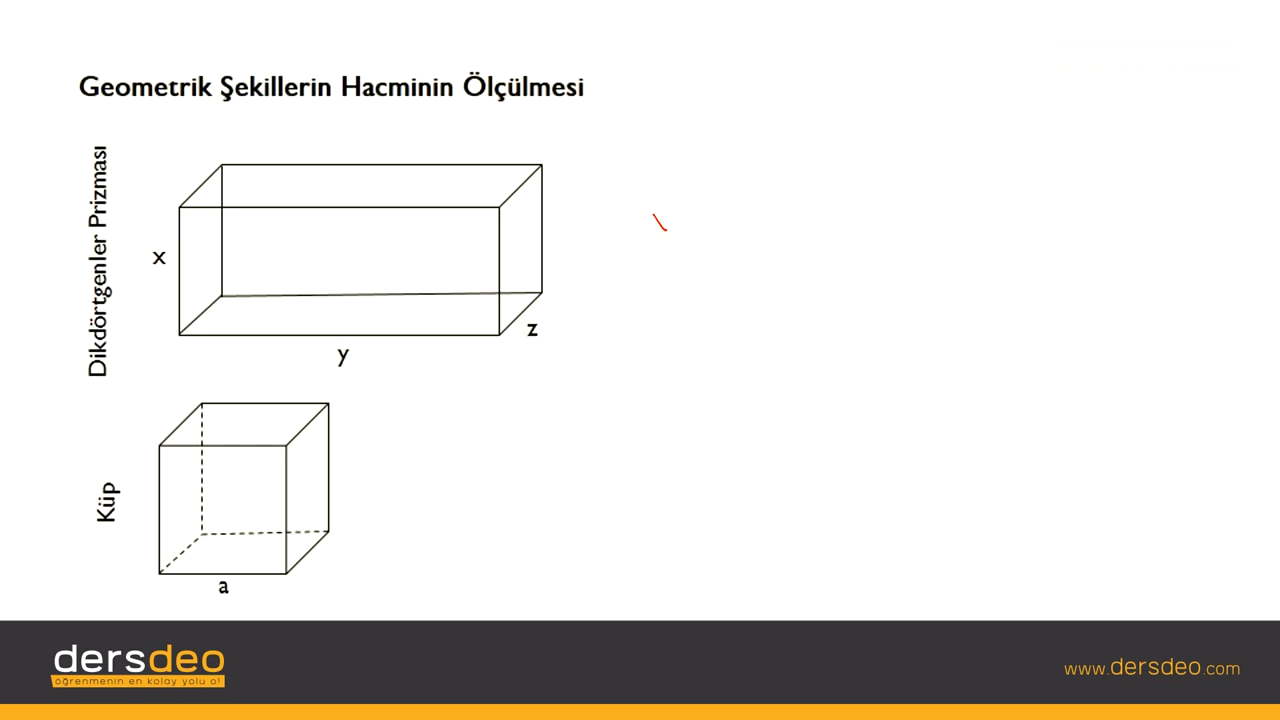 Geometrik Şekillerin Hacminin Ölçülmesi
Dikdörtgenler Prizması
x
y
z
Küp
a
dersdeo
öğrenmenin en kolay yolu o!
www.dersdeo.com